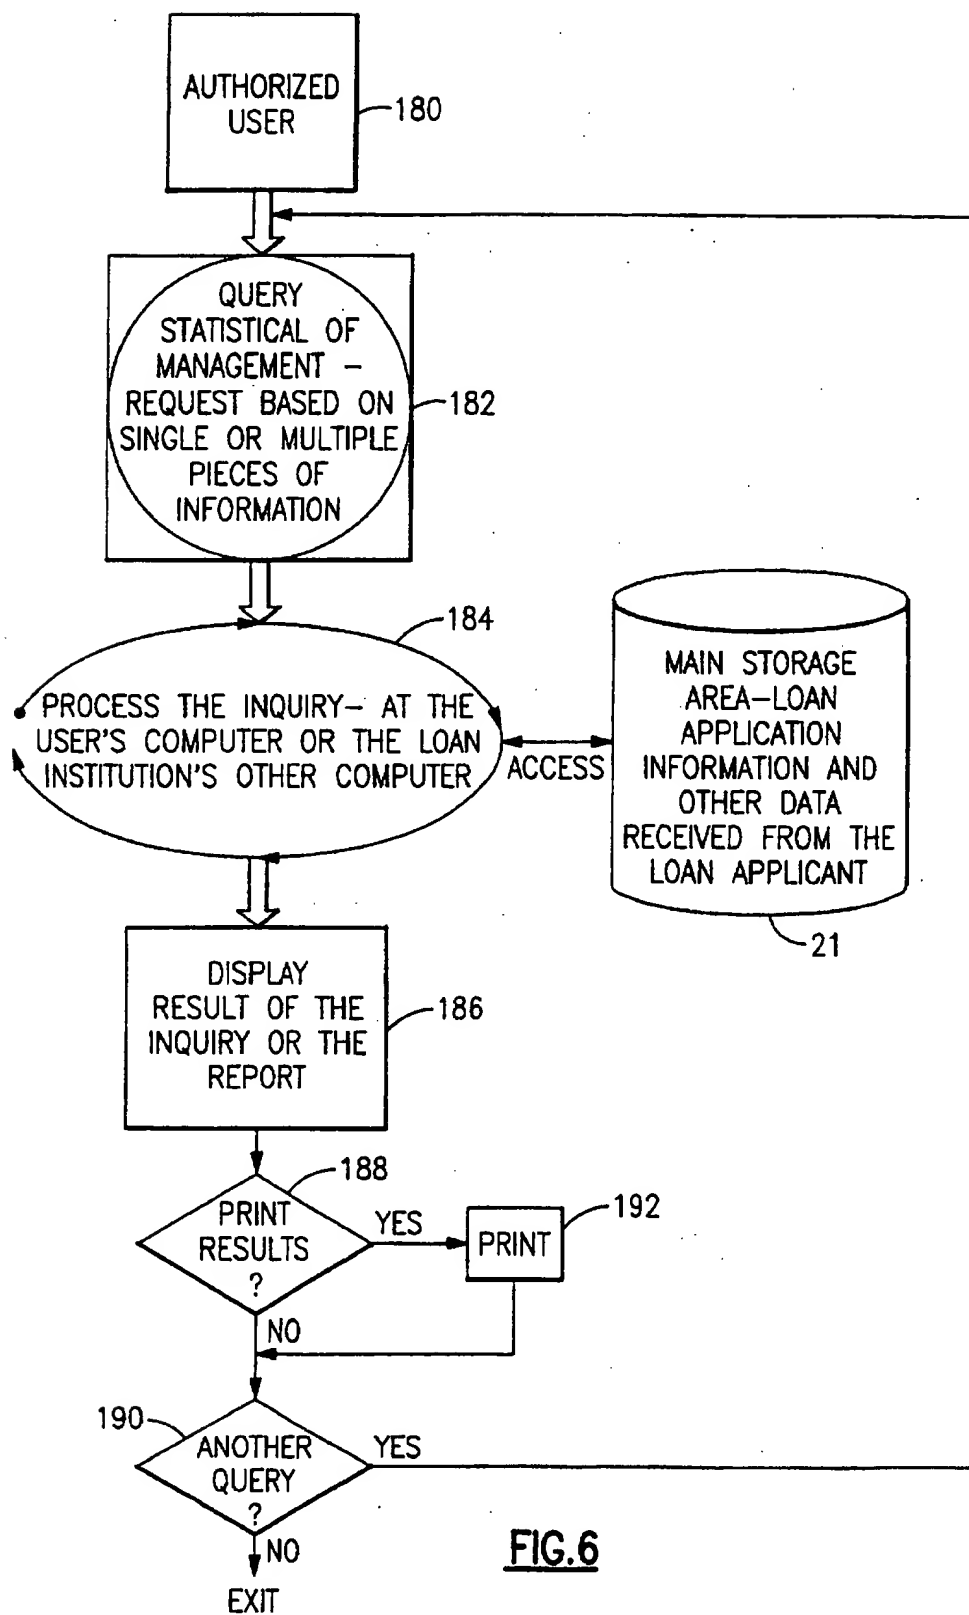 AUTHORIZED
USER
180
QUERY
STATISTICAL OF
MANAGEMENT –
REQUEST BASED ON
SINGLE OR MULTIPLE
PIECES OF
INFORMATION
182
184
PROCESS THE INQUIRY– AT THE
USER'S COMPUTER OR THE LOAN
INSTITUTION'S OTHER COMPUTER
ACCESS
MAIN STORAGE
AREA–LOAN
APPLICATION
INFORMATION AND
OTHER DATA
RECEIVED FROM THE
LOAN APPLICANT
21
DISPLAY
RESULT OF THE
INQUIRY OR THE
REPORT
186
188
PRINT
RESULTS
?
YES
192
PRINT
NO
190
ANOTHER
QUERY
?
YES
NO
EXIT
FIG.6